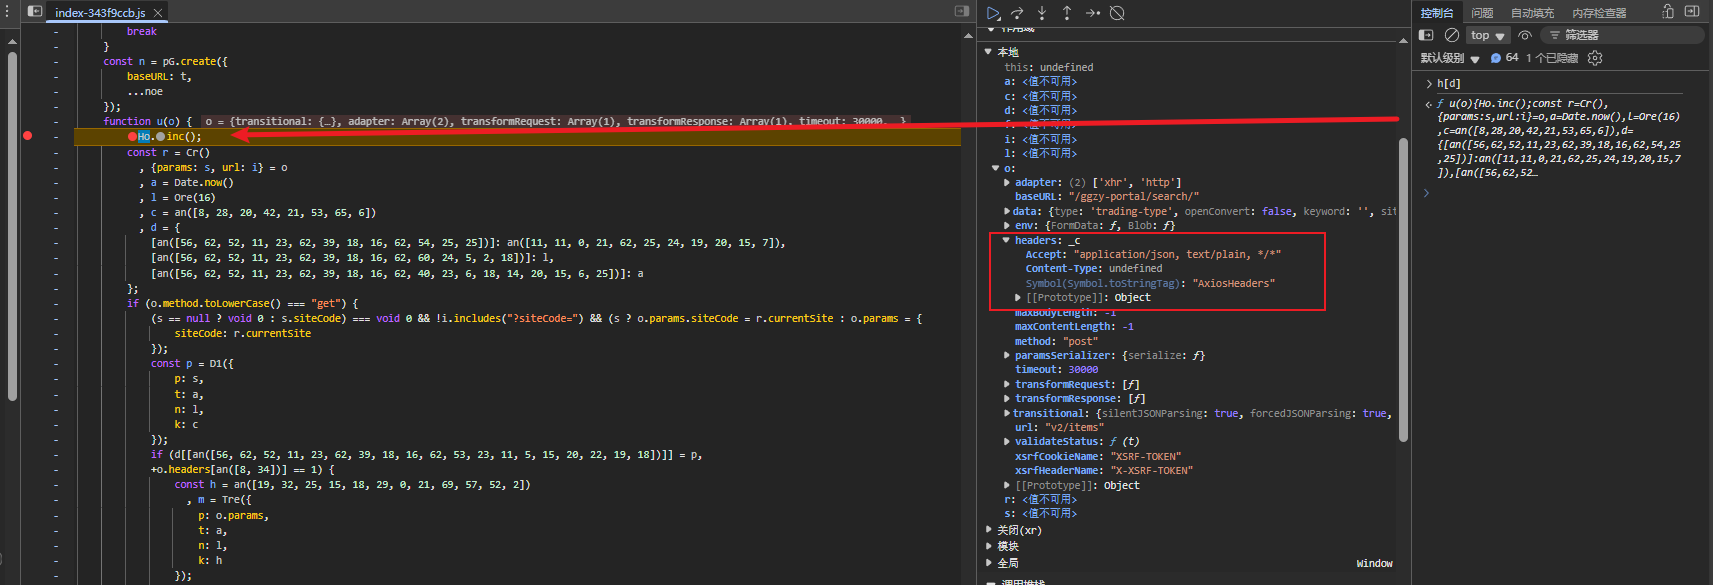 index-343f9ccb.js
break
}
const n = pG.create({
baseURL: t,
...noe
});
function u(o) { o = {transitional: {…}, adapter: Array(2), transformRequest: Array(1), transformResponse: Array(1), timeout: 30000, …}
Ho.inc();
const r = Cr()
, {params: s, url: i} = o
, a = Date.now()
, l = Ore(16)
, c = an([8, 28, 20, 42, 21, 53, 65, 6])
, d = {
[an([56, 62, 52, 11, 23, 62, 39, 18, 16, 62, 54, 25, 25])]: an([11, 11, 0, 21, 62, 25, 24, 19, 20, 15, 7]),
[an([56, 62, 52, 11, 23, 62, 39, 18, 16, 62, 60, 24, 5, 2, 18])]: l,
[an([56, 62, 52, 11, 23, 62, 39, 18, 16, 62, 40, 23, 6, 18, 14, 20, 15, 6, 25])]: a
};
if (o.method.toLowerCase() === "get") {
(s == null ? void 0 : s.siteCode) === void 0 && !i.includes("?siteCode=") && (s ? o.params.siteCode = r.currentSite : o.params = {
siteCode: r.currentSite
});
const p = D1({
p: s,
t: a,
n: l,
k: c
});
if (d[[an([56, 62, 52, 11, 23, 62, 39, 18, 16, 62, 53, 23, 11, 5, 15, 20, 22, 19, 18])]] = p,
+o.headers[an([8, 34])] == 1) {
const h = an([19, 32, 25, 15, 18, 29, 0, 21, 69, 57, 52, 2])
, m = Tre({
p: o.params,
t: a,
n: l,
k: h
});
作用域
本地
this: undefined
a: <值不可用>
c: <值不可用>
d: <值不可用>
f: <值不可用>
i: <值不可用>
l: <值不可用>
o:
adapter: (2) ['xhr', 'http']
baseURL: "/ggzy-portal/search/"
data: {type: 'trading-type', openConvert: false, keyword: '', sit
env: {FormData: ƒ, Blob: ƒ}
headers: _c
Accept: "application/json, text/plain, */*"
Content-Type: undefined
Symbol(Symbol.toStringTag): "AxiosHeaders"
[[Prototype]]: Object
maxBodyLength: -1
maxContentLength: -1
method: "post"
paramsSerializer: {serialize: ƒ}
timeout: 30000
transformRequest: [ƒ]
transformResponse: [ƒ]
transitional: {silentJSONParsing: true, forcedJSONParsing: true,
url: "v2/items"
validateStatus: ƒ (t)
xsrfCookieName: "XSRF-TOKEN"
xsrfHeaderName: "X-XSRF-TOKEN"
[[Prototype]]: Object
r: <值不可用>
s: <值不可用>
关闭(xr)
模块
全局 Window
调用堆栈
控制台 问题 自动填充 内存检查器
top 筛选器
默认级别 64 1 个已隐藏
h[d]
ƒ u(o){Ho.inc();const r=Cr(),
{params:s,url:i}=o,a=Date.now(),l=Ore(16)
,c=an([8,28,20,42,21,53,65,6]),d=
{[an([56,62,52,11,23,62,39,18,16,62,54,25
,25])]:an([11,11,0,21,62,25,24,19,20,15,7
]),[an([56,62,52…